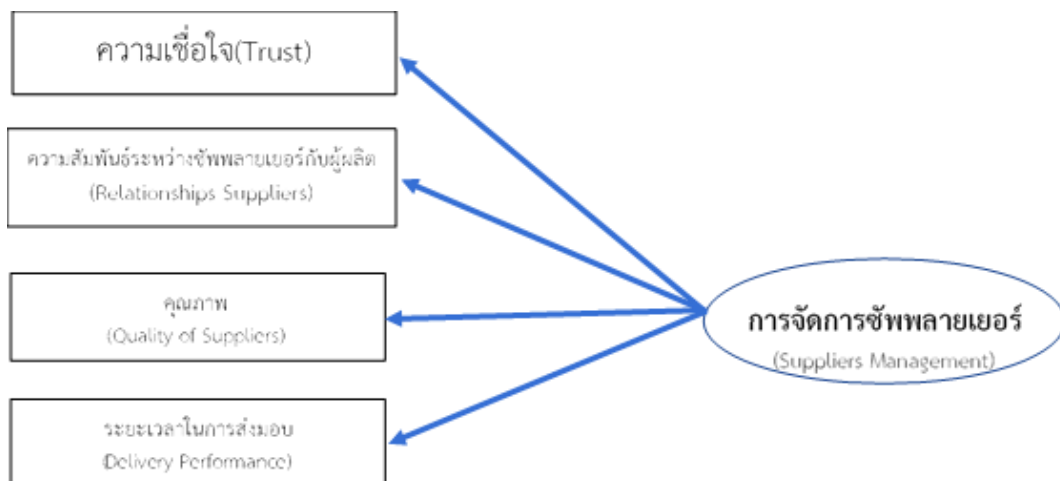 ความเชื่อใจ(Trust)
ความสัมพันธ์ระหว่างซัพพลายเยอร์กับผู้ผลิต
(Relationships Suppliers)
คุณภาพ
(Quality of Suppliers)
ระยะเวลาในการส่งมอบ
(Delivery Performance)
การจัดการซัพพลายเยอร์
(Suppliers Management)